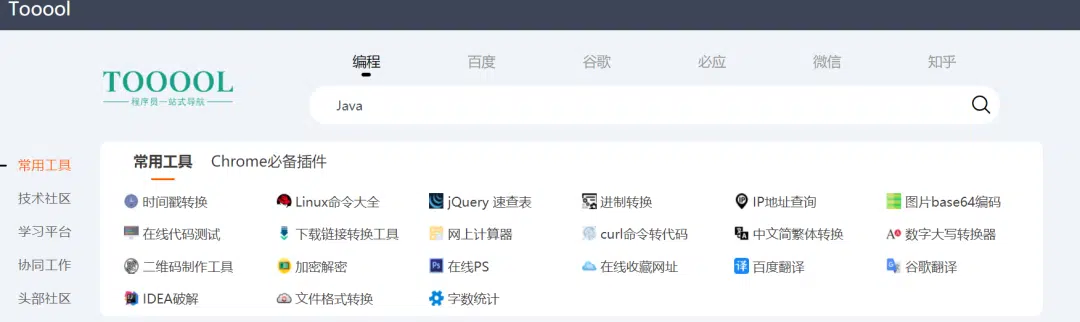 Tooool
编程 百度 谷歌 必应 微信 知乎
TOOOOL
程序员一站式导航
Java
常用工具 Chrome必备插件
常用工具
技术社区
学习平台
协同工作
头部社区
时间戳转换 Linux命令大全 jQuery 速查表 进制转换 IP地址查询 图片base64编码
在线代码测试 下载链接转换工具 网上计算器 curl命令转代码 中文简繁体转换 数字大写转换器
二维码制作工具 加密解密 在线PS 在线收藏网址 百度翻译 谷歌翻译
IDEA破解 文件格式转换 字数统计